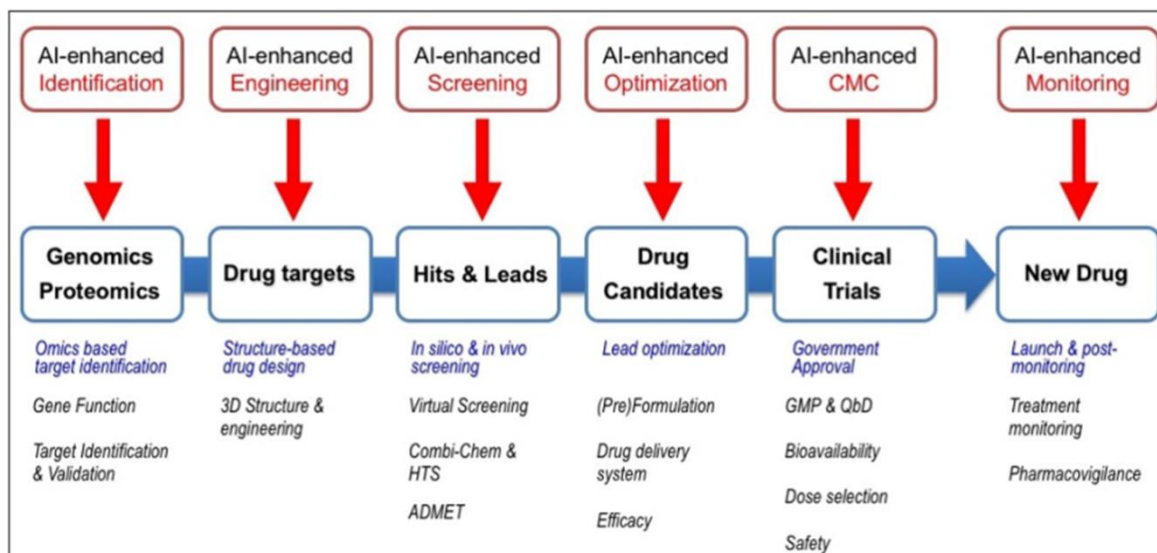 AI-enhanced
Identification
AI-enhanced
Engineering
AI-enhanced
Screening
AI-enhanced
Optimization
AI-enhanced
CMC
AI-enhanced
Monitoring
Genomics
Proteomics
Drug targets
Hits & Leads
Drug
Candidates
Clinical
Trials
New Drug
Omics based
target identification
Gene Function
Target Identification
& Validation
Structure-based
drug design
3D Structure &
engineering
In silico & in vivo
screening
Virtual Screening
Combi-Chem &
HTS
ADMET
Lead optimization
(Pre)Formulation
Drug delivery
system
Efficacy
Government
Approval
GMP & QbD
Bioavailability
Dose selection
Safety
Launch & post-
monitoring
Treatment
monitoring
Pharmacovigilance